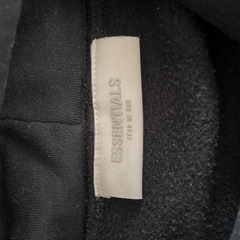 ESSENTIALS
FEAR OF GOD